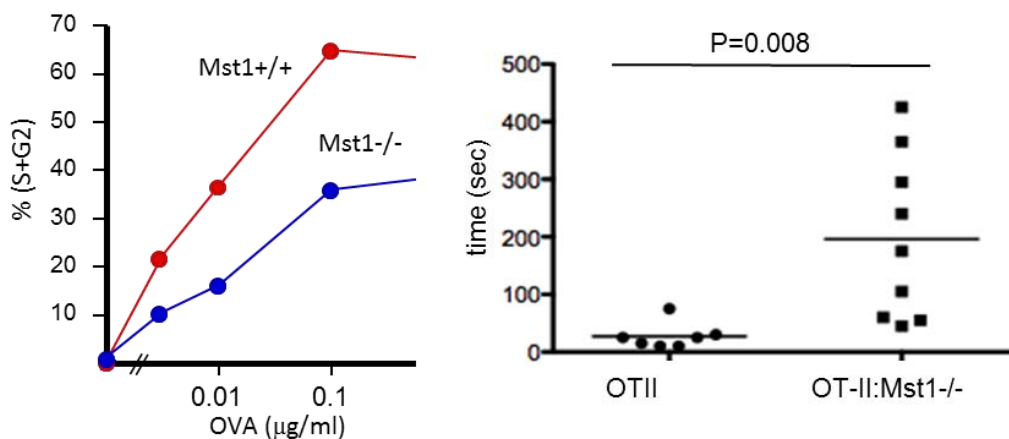 70
60
50
40
30
20
10
% (S+G2)
Mst1+/+
Mst1-/-
0.01
0.1
OVA (µg/ml)
P=0.008
500
400
300
200
100
0
time (sec)
OTII
OT-II:Mst1-/-